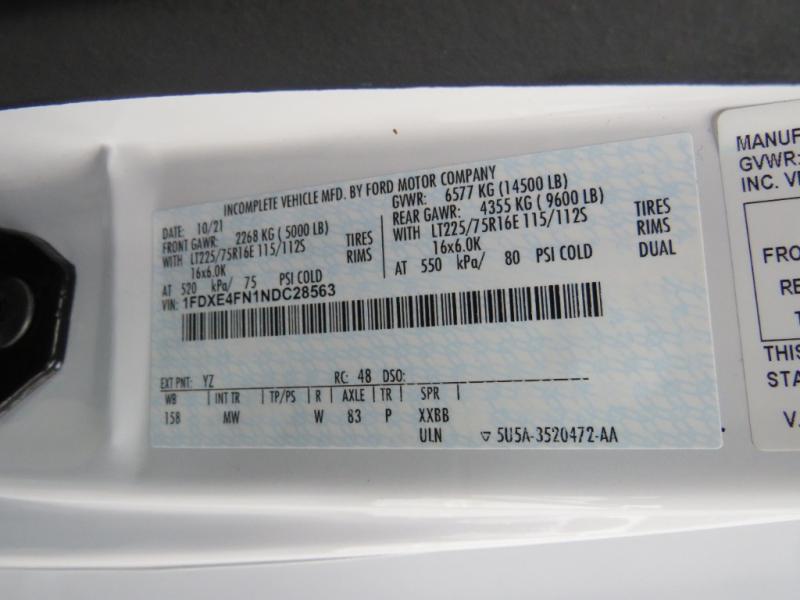 INCOMPLETE VEHICLE MFD. BY FORD MOTOR COMPANY
DATE: 10/21 GVWR: 6577 KG (14500 LB)
FRONT GAWR: 2268 KG ( 5000 LB) REAR GAWR: 4355 KG ( 9600 LB)
WITH LT225/75R16E 115/112S TIRES WITH LT225/75R16E 115/112S TIRES
16x6.0K RIMS 16x6.0K RIMS
AT 520 kPa/ 75 PSI COLD AT 550 kPa/ 80 PSI COLD DUAL
VIN: 1FDXE4FN1NDC28563
EXT PNT: YZ RC: 48 DSO:
WB | INT TR | TP/PS | R | AXLE | TR | SPR
158 MW W 83 P XXBB
ULN ▽ 5U5A-3520472-AA
MANUF
GVWR:
INC. VE
FRO
RE
T
THIS
STA
V.